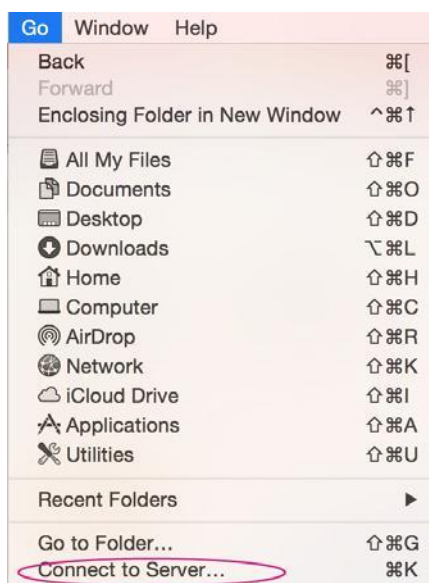 Go Window Help
Back ⌘[
Forward ⌘]
Enclosing Folder in New Window ^⌘↑
All My Files ⇧⌘F
Documents ⇧⌘O
Desktop ⇧⌘D
Downloads ⌥⌘L
Home ⇧⌘H
Computer ⇧⌘C
AirDrop ⇧⌘R
Network ⇧⌘K
iCloud Drive ⇧⌘I
Applications ⇧⌘A
Utilities ⇧⌘U
Recent Folders ▶
Go to Folder... ⇧⌘G
Connect to Server... ⌘K